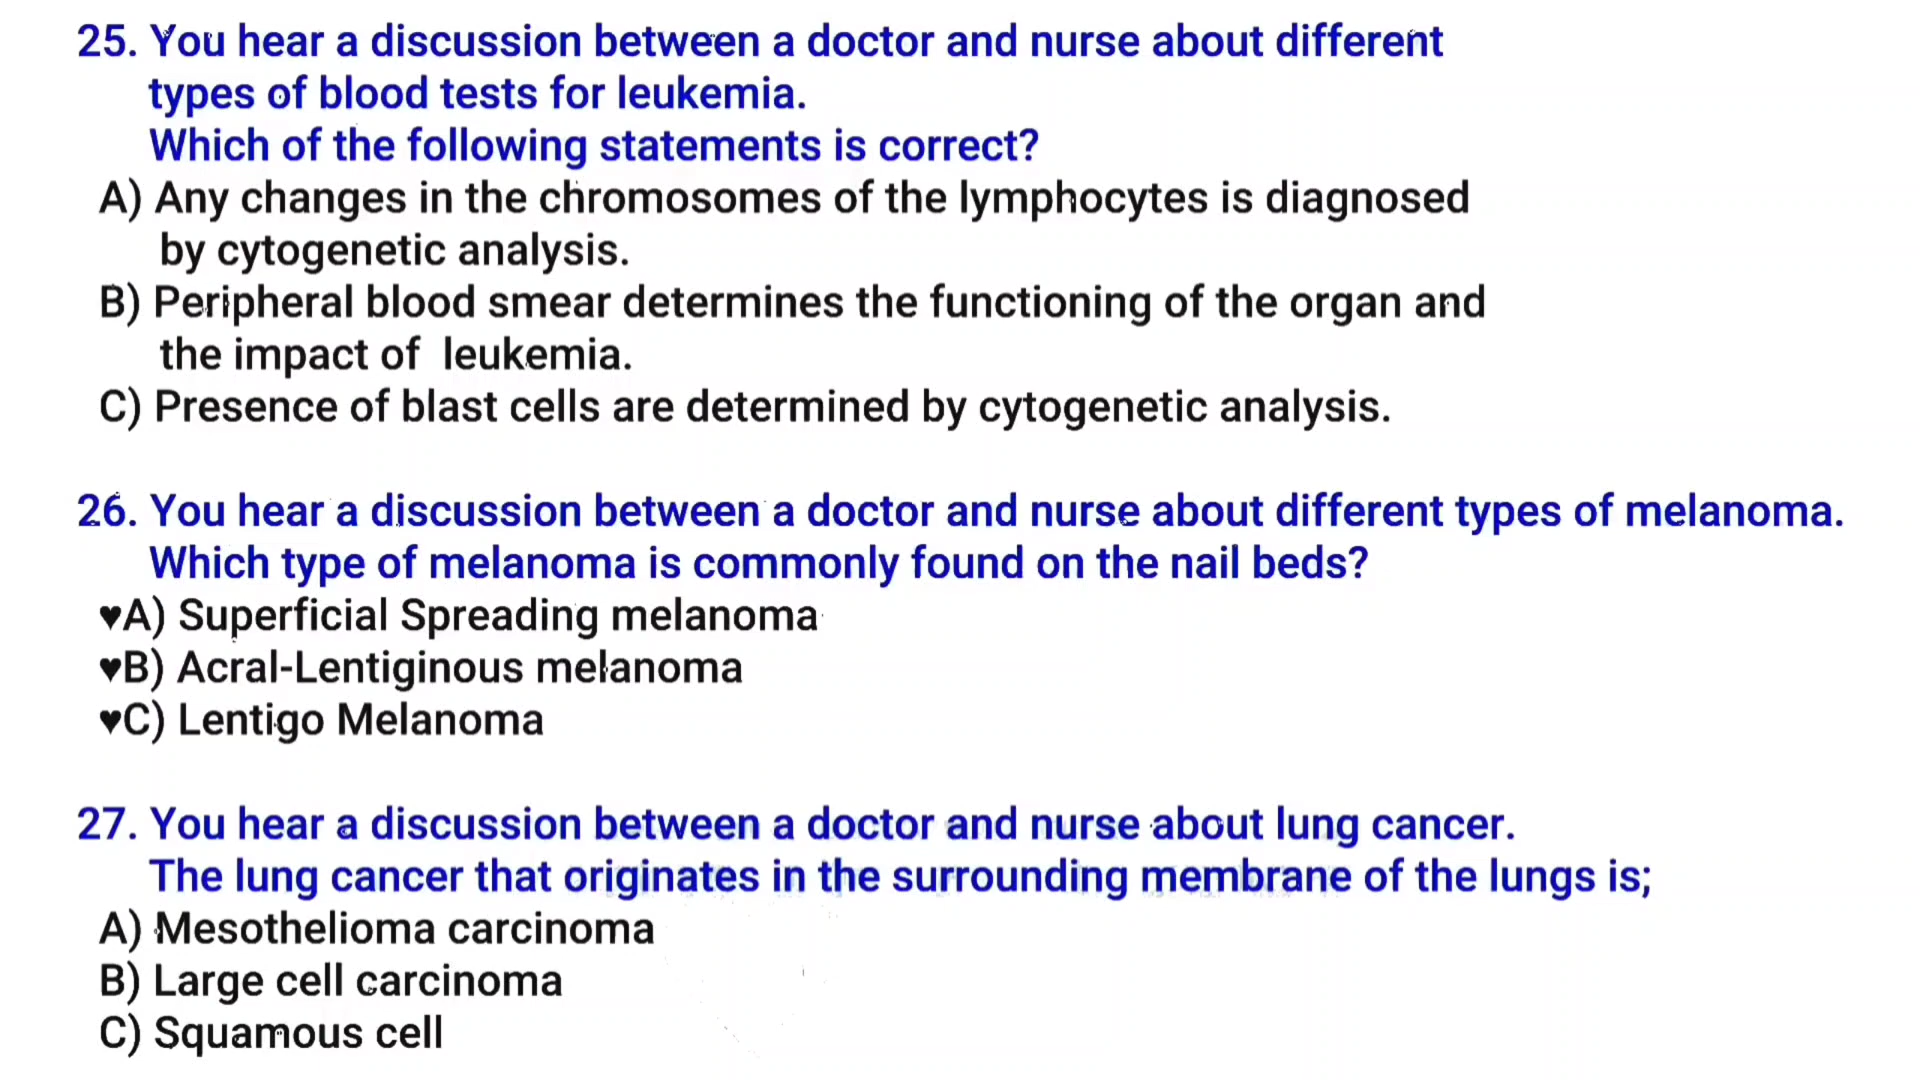 25. You hear a discussion between a doctor and nurse about different
types of blood tests for leukemia.
Which of the following statements is correct?
A) Any changes in the chromosomes of the lymphocytes is diagnosed
by cytogenetic analysis.
B) Peripheral blood smear determines the functioning of the organ and
the impact of leukemia.
C) Presence of blast cells are determined by cytogenetic analysis.
26. You hear a discussion between a doctor and nurse about different types of melanoma.
Which type of melanoma is commonly found on the nail beds?
♥A) Superficial Spreading melanoma
♥B) Acral-Lentiginous melanoma
♥C) Lentigo Melanoma
27. You hear a discussion between a doctor and nurse about lung cancer.
The lung cancer that originates in the surrounding membrane of the lungs is;
A) Mesothelioma carcinoma
B) Large cell carcinoma
C) Squamous cell